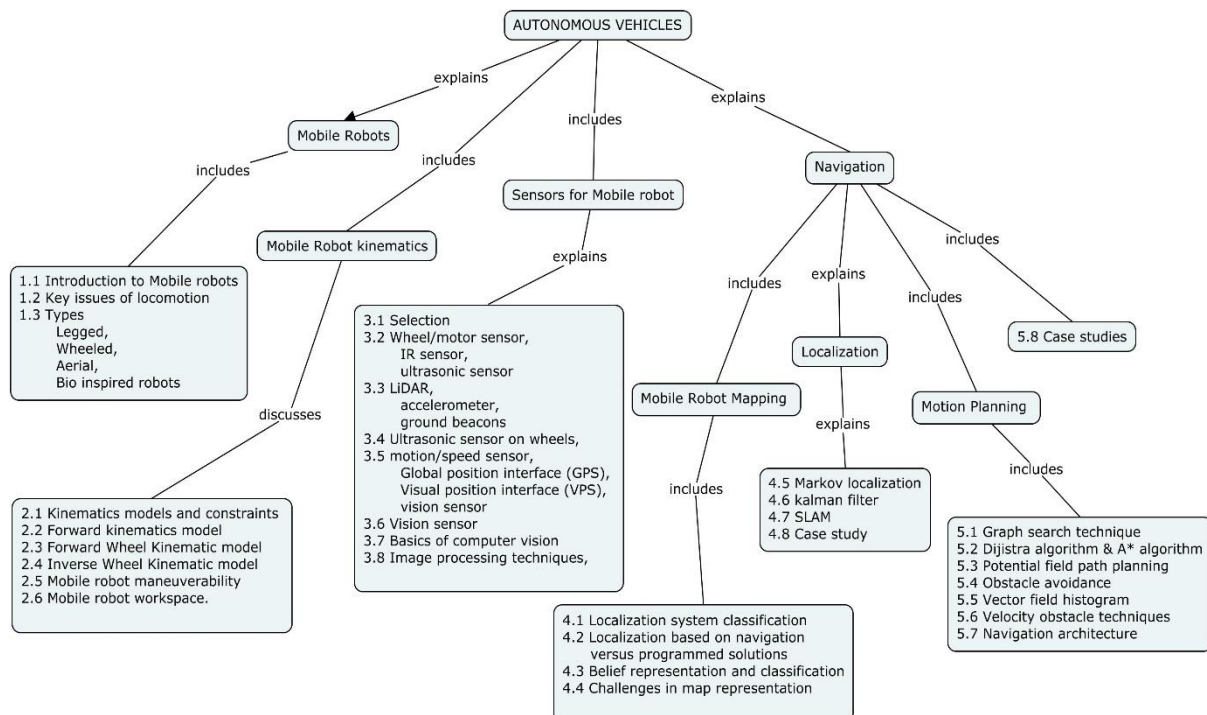 AUTONOMOUS VEHICLES
explains
explains
includes
Mobile Robots
includes
includes
Navigation
includes
Sensors for Mobile robot
Mobile Robot kinematics
explains
includes
1.1 Introduction to Mobile robots
1.2 Key issues of locomotion
1.3 Types
Legged,
Wheeled,
Aerial,
Bio inspired robots
includes
explains
includes
3.1 Selection
3.2 Wheel/motor sensor,
IR sensor,
ultrasonic sensor
3.3 LiDAR,
accelerometer,
ground beacons
3.4 Ultrasonic sensor on wheels,
3.5 motion/speed sensor,
Global position interface (GPS),
Visual position interface (VPS),
vision sensor
3.6 Vision sensor
3.7 Basics of computer vision
3.8 Image processing techniques,
5.8 Case studies
Localization
Mobile Robot Mapping
Motion Planning
discusses
explains
includes
includes
2.1 Kinematics models and constraints
2.2 Forward kinematics model
2.3 Forward Wheel Kinematic model
2.4 Inverse Wheel Kinematic model
2.5 Mobile robot maneuverability
2.6 Mobile robot workspace.
4.5 Markov localization
4.6 kalman filter
4.7 SLAM
4.8 Case study
5.1 Graph search technique
5.2 Dijistra algorithm & A* algorithm
5.3 Potential field path planning
5.4 Obstacle avoidance
5.5 Vector field histogram
5.6 Velocity obstacle techniques
5.7 Navigation architecture
4.1 Localization system classification
4.2 Localization based on navigation
versus programmed solutions
4.3 Belief representation and classification
4.4 Challenges in map representation